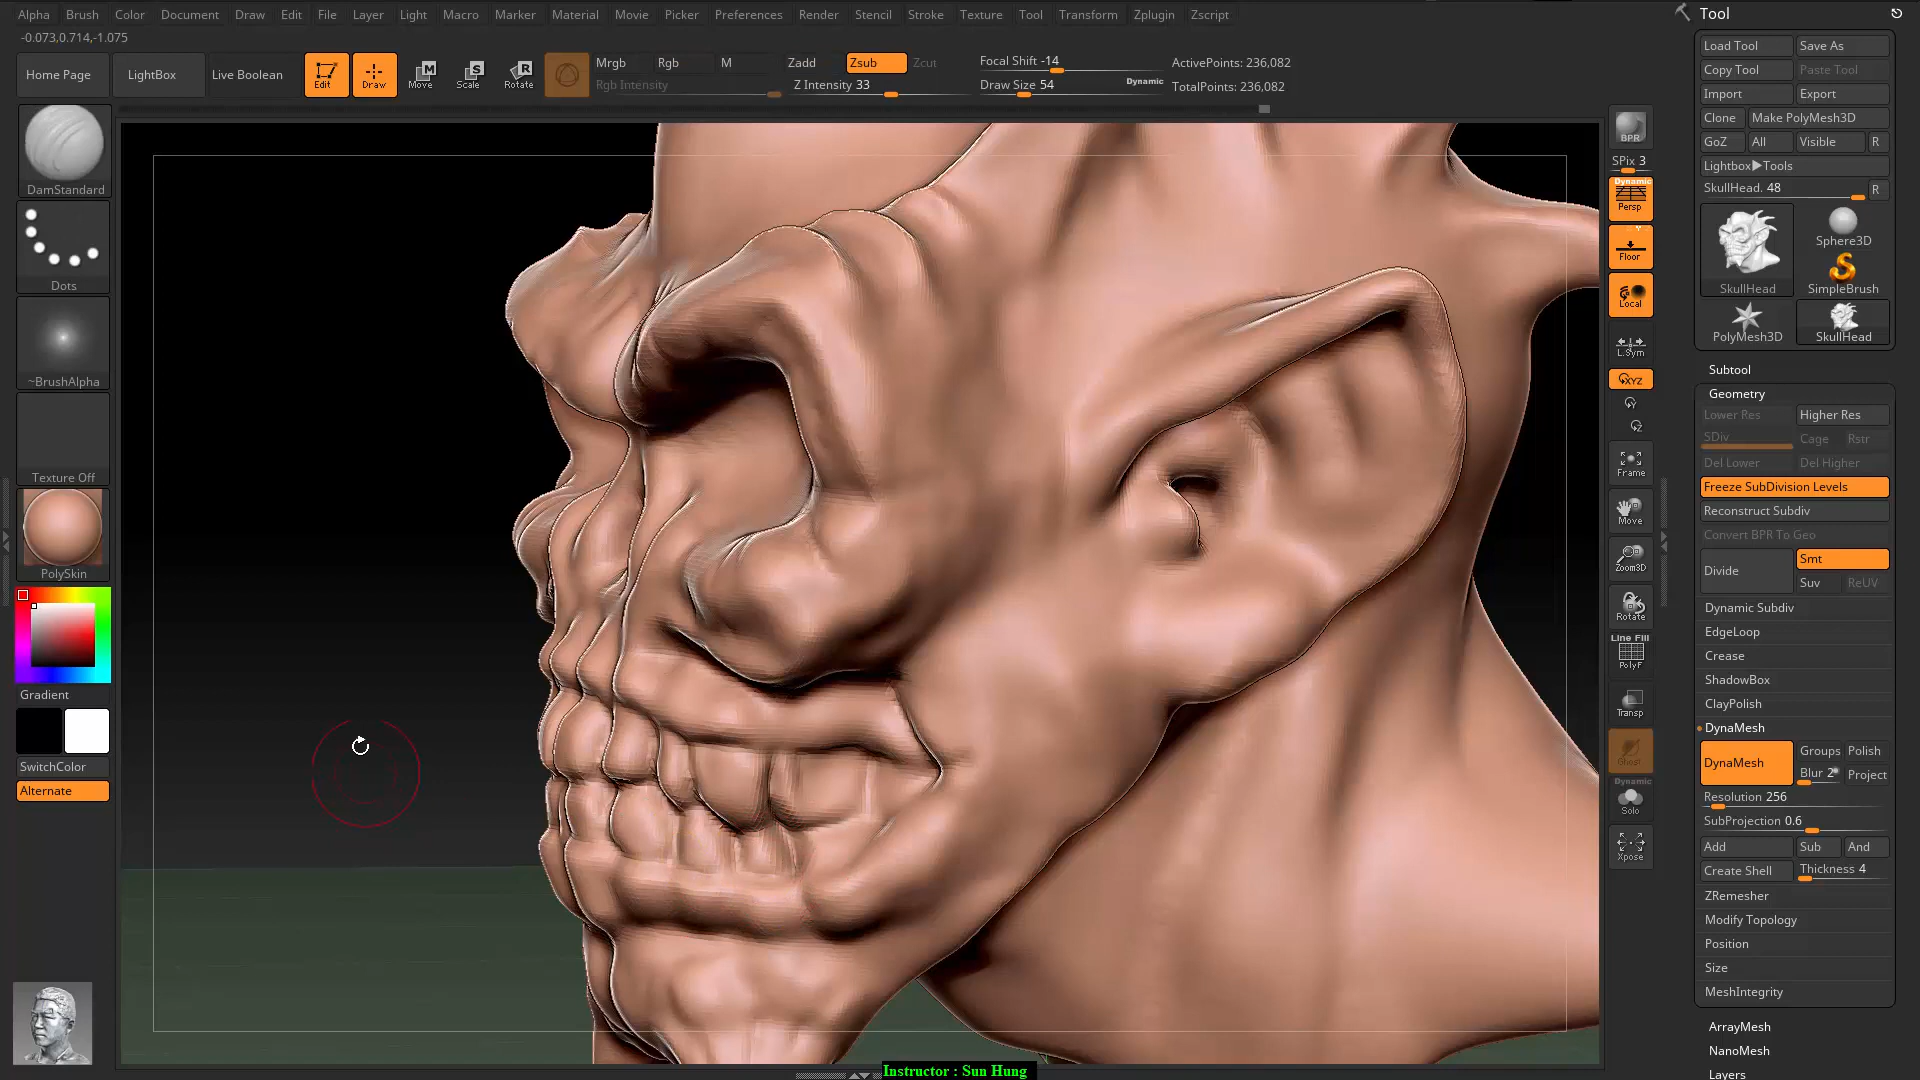 Alpha Brush Color Document Draw Edit File Layer Light Macro Marker Material Movie Picker Preferences Render Stencil Stroke Texture Tool Transform Zplugin Zscript
-0.073,0.714,-1.075
Home Page LightBox Live Boolean Edit Draw Move Scale Rotate
Mrgb Rgb M Zadd Zsub Zcut
Rgb Intensity Z Intensity 33
Focal Shift -14
Draw Size 54 Dynamic
ActivePoints: 236,082
TotalPoints: 236,082
DamStandard
Dots
~BrushAlpha
Texture Off
PolySkin
Gradient
SwitchColor
Alternate
BPR
SPix 3
Dynamic
Persp
Floor
Local
L.Sym
XYZ
Y
Z
Frame
Move
Zoom3D
Rotate
Line Fill
PolyF
Transp
Ghost
Dynamic
Solo
Xpose
Tool
Load Tool Save As
Copy Tool Paste Tool
Import Export
Clone Make PolyMesh3D
GoZ All Visible R
Lightbox▶Tools
SkullHead. 48 R
SkullHead
Sphere3D
SimpleBrush
PolyMesh3D
SkullHead
Subtool
Geometry
Lower Res Higher Res
SDiv Cage Rstr
Del Lower Del Higher
Freeze SubDivision Levels
Reconstruct Subdiv
Convert BPR To Geo
Divide Smt
Suv ReUV
Dynamic Subdiv
EdgeLoop
Crease
ShadowBox
ClayPolish
DynaMesh
DynaMesh Groups Polish
Blur 2 Project
Resolution 256
SubProjection 0.6
Add Sub And
Create Shell Thickness 4
ZRemesher
Modify Topology
Position
Size
MeshIntegrity
ArrayMesh
NanoMesh
Layers
Instructor : Sun Hung